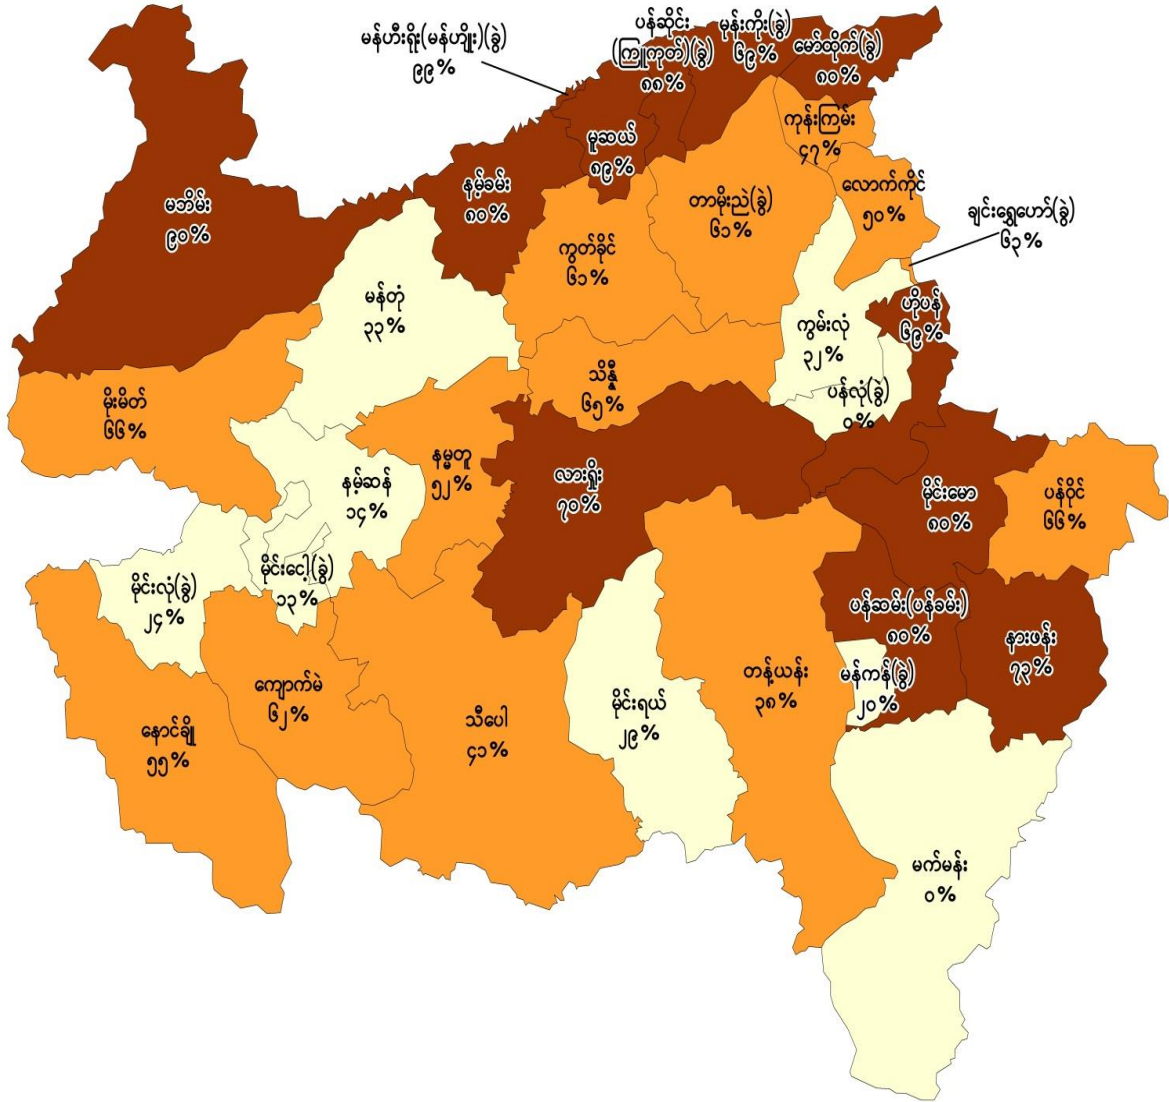 မန်ဟီးရိုး(မန်ဟျိုး)(ခွဲ)
၉၉%
ပန်ဆိုင်း
(ကြူကုတ်)(ခွဲ)
၈၈%
မုန်းကိုး(ခွဲ)
၆၉%
မော်ထိုက်(ခွဲ)
၈၀%
ကုန်းကြမ်း
၄၇%
မူဆယ်
၈၉%
နမ့်ခမ်း
၈၀%
မဘိမ်း
၉၀%
တာမိုးညဲ(ခွဲ)
၆၁%
လောက်ကိုင်
၅၀%
ချင်းရွှေဟော်(ခွဲ)
၆၃%
ကွတ်ခိုင်
၆၁%
မန်တုံ
၃၃%
ကွမ်းလုံ
၃၂%
ဟိုပန်
၆၉%
သိန္နီ
၆၅%
ပန်လုံ(ခွဲ)
၀%
မိုးမိတ်
၆၆%
နမ္မတူ
၅၂%
နမ့်ဆန်
၁၄%
လားရှိုး
၇၀%
မိုင်းမော
၈၀%
ပန်ဝိုင်
၆၆%
မိုင်းငေါ့(ခွဲ)
၁၃%
မိုင်းလုံ(ခွဲ)
၂၄%
ပန်ဆမ်း(ပန်ခမ်း)
၈၀%
နားဖန်း
၇၃%
မန်ကန်(ခွဲ)
၂၀%
ကျောက်မဲ
၆၂%
တန့်ယန်း
၃၈%
မိုင်းရယ်
၂၉%
သီပေါ
၄၁%
နောင်ချို
၅၅%
မက်မန်း
၀%